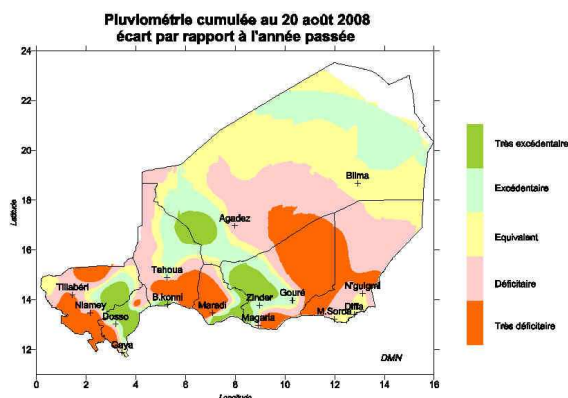 Pluviométrie cumulée au 20 août 2008
écart par rapport à l'année passée
24
22
20
18
16
14
12
Latitude
0
2
4
6
8
10
12
14
16
Longitude
Bilma
Agadez
Tehoua
Tillabéri
Niamey
Dosso
Gaya
B.konni
Maradi
Zinder
Gouré
Magaria
N'guigmi
Diffa
M.Soroa
DMN
Très excédentaire
Excédentaire
Equivalent
Déficitaire
Très déficitaire